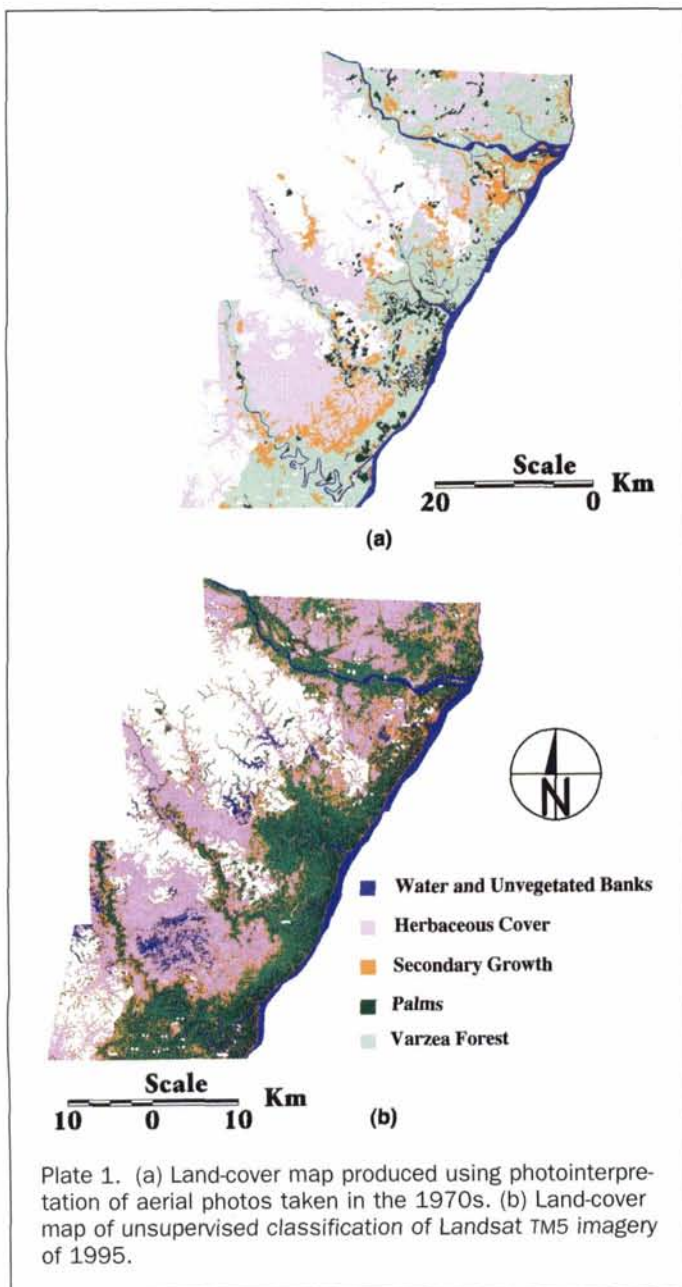 Scale
Km
20 0
(a)
N
Water and Unvegetated Banks
Herbaceous Cover
Secondary Growth
Palms
Varzea Forest
Scale
Km
10 0 10
(b)
Plate 1. (a) Land-cover map produced using photointerpre-
tation of aerial photos taken in the 1970s. (b) Land-cover
map of unsupervised classification of Landsat TM5 imagery
of 1995.